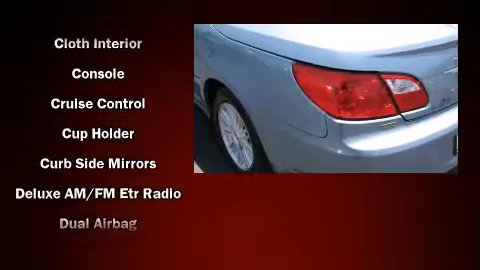 Cloth Interior
Console
Cruise Control
Cup Holder
Curb Side Mirrors
Deluxe AM/FM Etr Radio
Dual Airbag